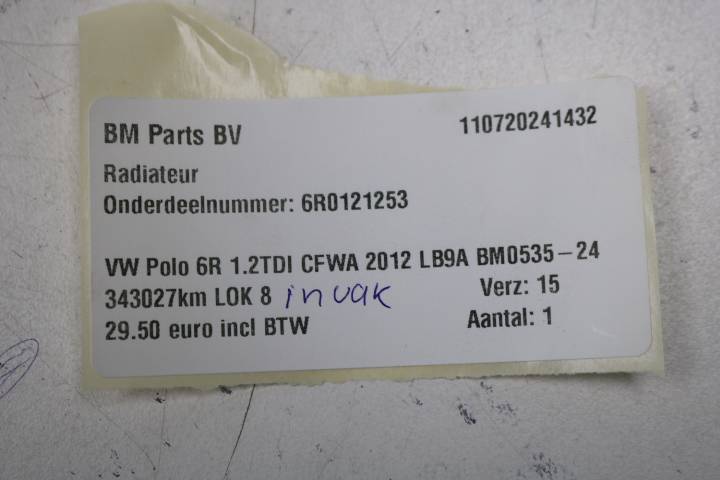 BM Parts BV 110720241432
Radiateur
Onderdeelnummer: 6R0121253
VW Polo 6R 1.2TDI CFWA 2012 LB9A BM0535-24
343027km LOK 8 in vak Verz: 15
29.50 euro incl BTW Aantal: 1